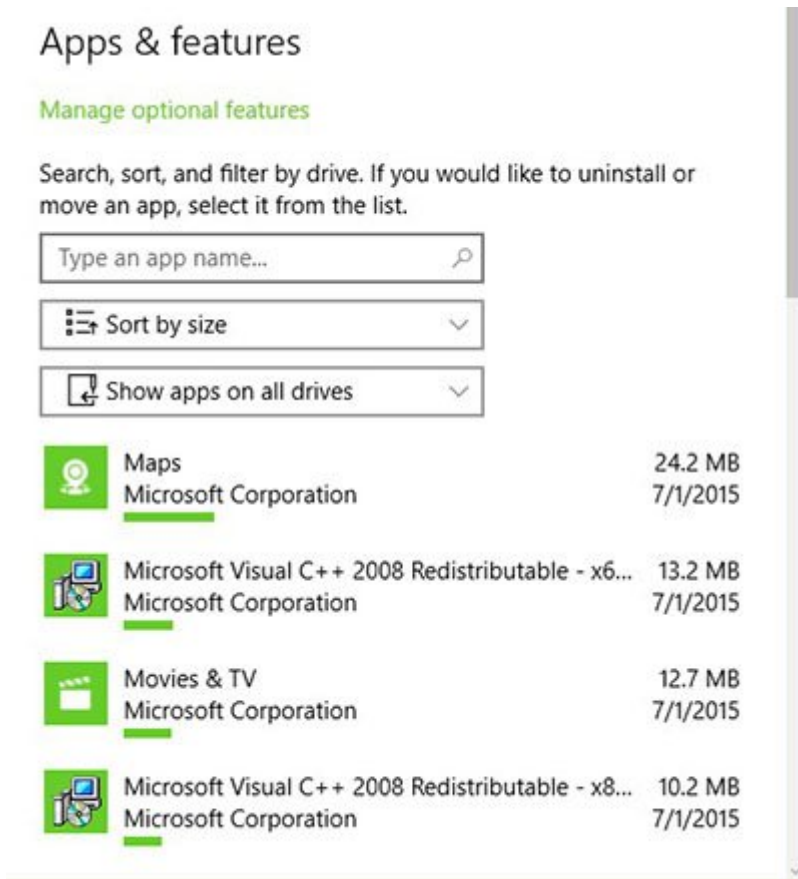 Apps & features
Manage optional features
Search, sort, and filter by drive. If you would like to uninstall or
move an app, select it from the list.
Type an app name...
Sort by size
Show apps on all drives
Maps 24.2 MB
Microsoft Corporation 7/1/2015
Microsoft Visual C++ 2008 Redistributable - x6... 13.2 MB
Microsoft Corporation 7/1/2015
Movies & TV 12.7 MB
Microsoft Corporation 7/1/2015
Microsoft Visual C++ 2008 Redistributable - x8... 10.2 MB
Microsoft Corporation 7/1/2015